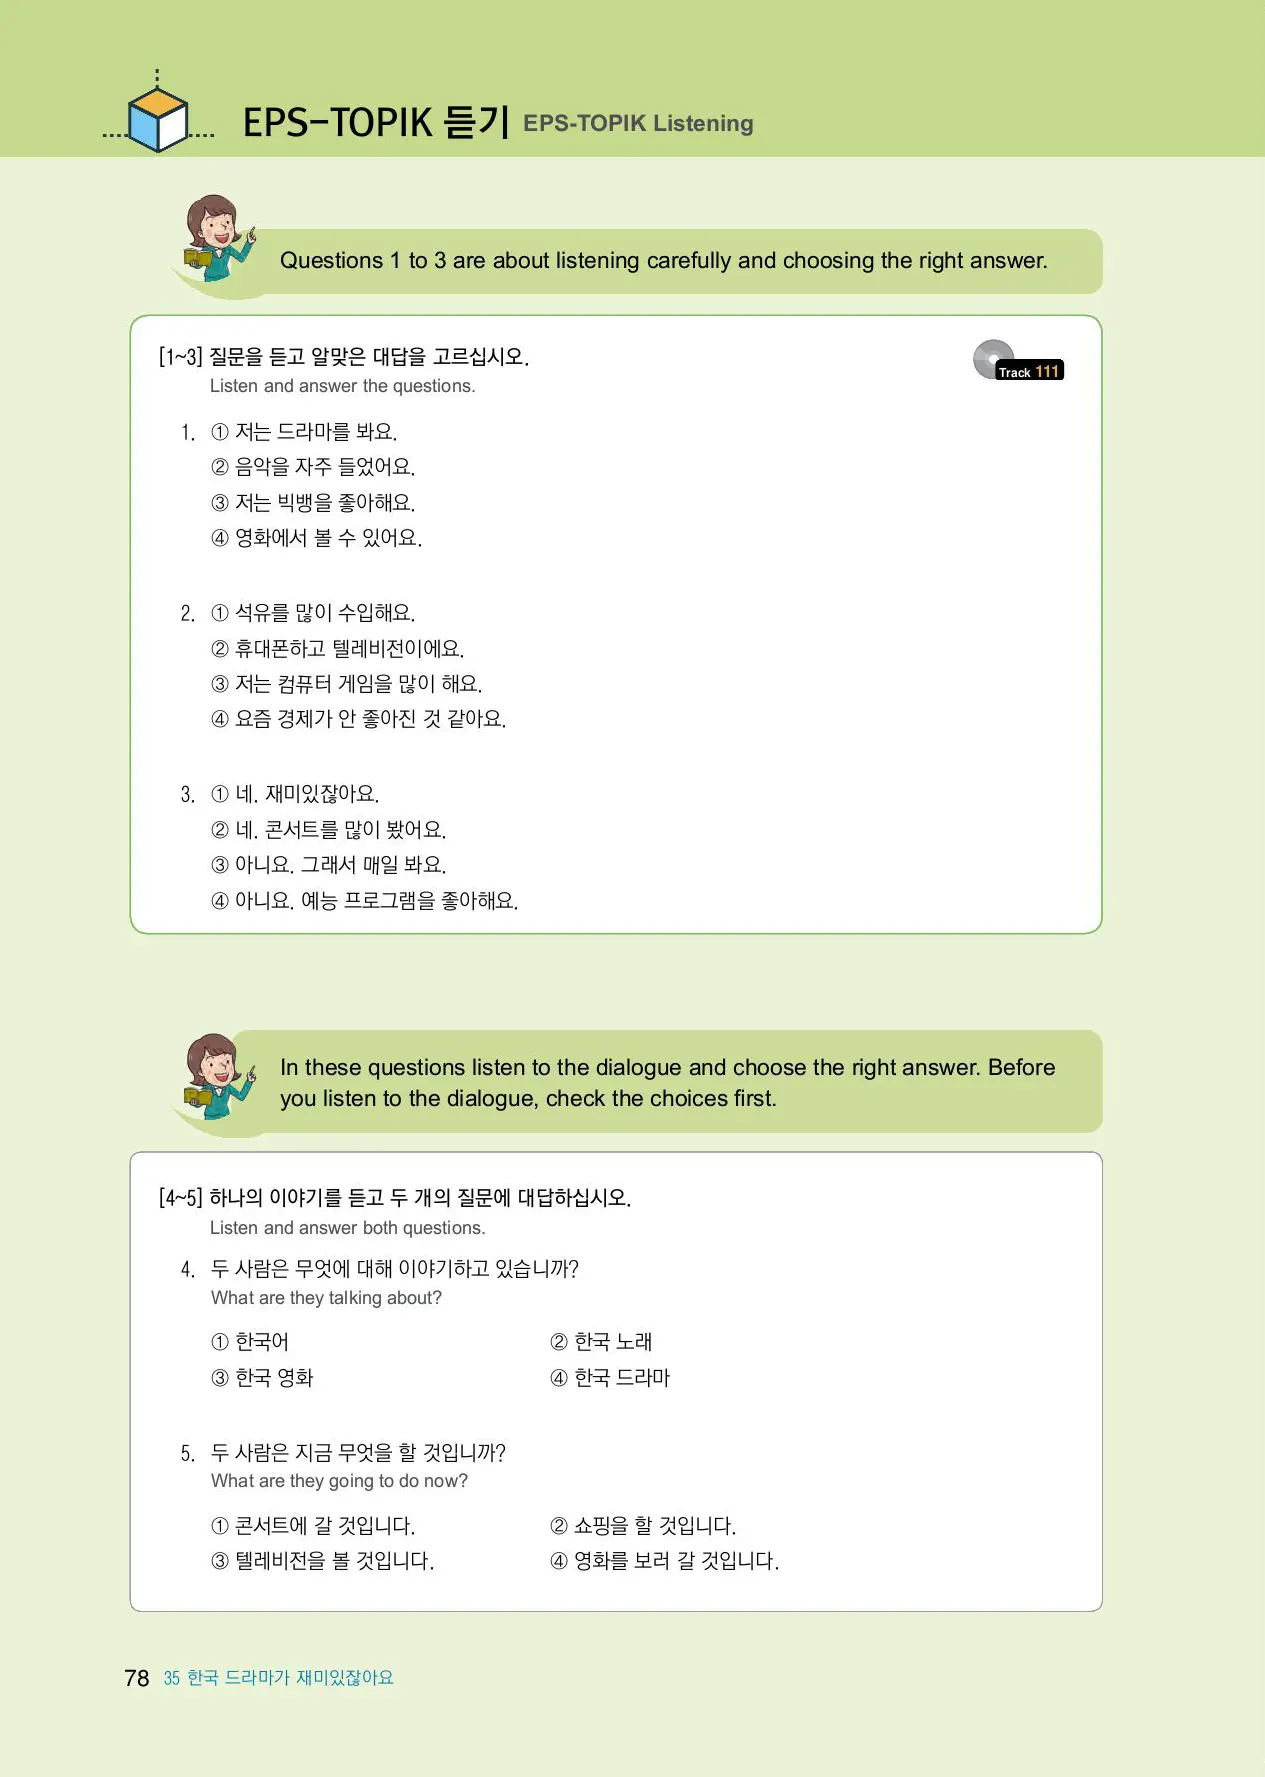 EPS-TOPIK 듣기 EPS-TOPIK Listening
Questions 1 to 3 are about listening carefully and choosing the right answer.
[1~3] 질문을 듣고 알맞은 대답을 고르십시오.
Listen and answer the questions.
Track 111
1. ① 저는 드라마를 봐요.
② 음악을 자주 들었어요.
③ 저는 빅뱅을 좋아해요.
④ 영화에서 볼 수 있어요.
2. ① 석유를 많이 수입해요.
② 휴대폰하고 텔레비전이에요.
③ 저는 컴퓨터 게임을 많이 해요.
④ 요즘 경제가 안 좋아진 것 같아요.
3. ① 네. 재미있잖아요.
② 네. 콘서트를 많이 봤어요.
③ 아니요. 그래서 매일 봐요.
④ 아니요. 예능 프로그램을 좋아해요.
In these questions listen to the dialogue and choose the right answer. Before
you listen to the dialogue, check the choices first.
[4~5] 하나의 이야기를 듣고 두 개의 질문에 대답하십시오.
Listen and answer both questions.
4. 두 사람은 무엇에 대해 이야기하고 있습니까?
What are they talking about?
① 한국어 ② 한국 노래
③ 한국 영화 ④ 한국 드라마
5. 두 사람은 지금 무엇을 할 것입니까?
What are they going to do now?
① 콘서트에 갈 것입니다. ② 쇼핑을 할 것입니다.
③ 텔레비전을 볼 것입니다. ④ 영화를 보러 갈 것입니다.
78 35 한국 드라마가 재미있잖아요